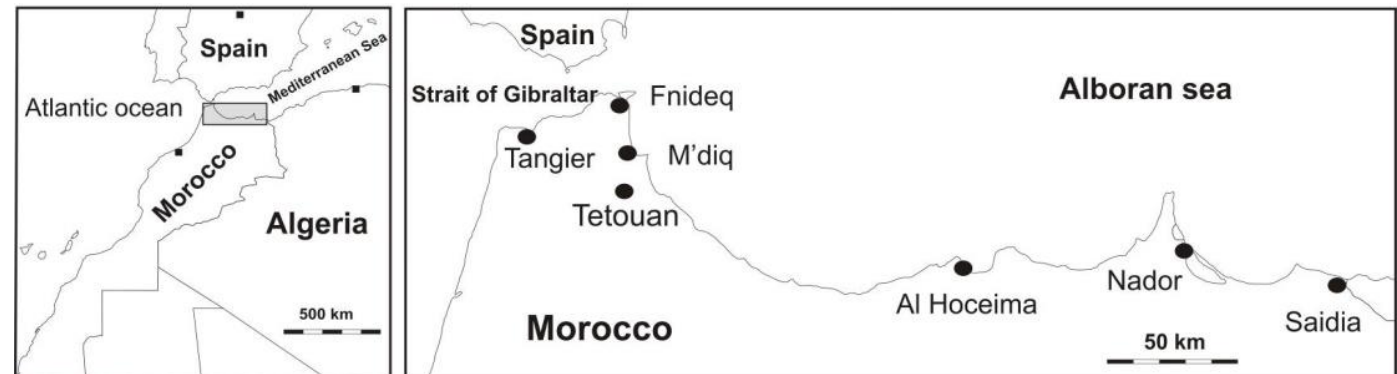 Spain
Mediterranean Sea
Atlantic ocean
Morocco
Algeria
500 km
Spain
Strait of Gibraltar
Fnideq
Alboran sea
Tangier
M'diq
Tetouan
Al Hoceima
Nador
Saidia
Morocco
50 km